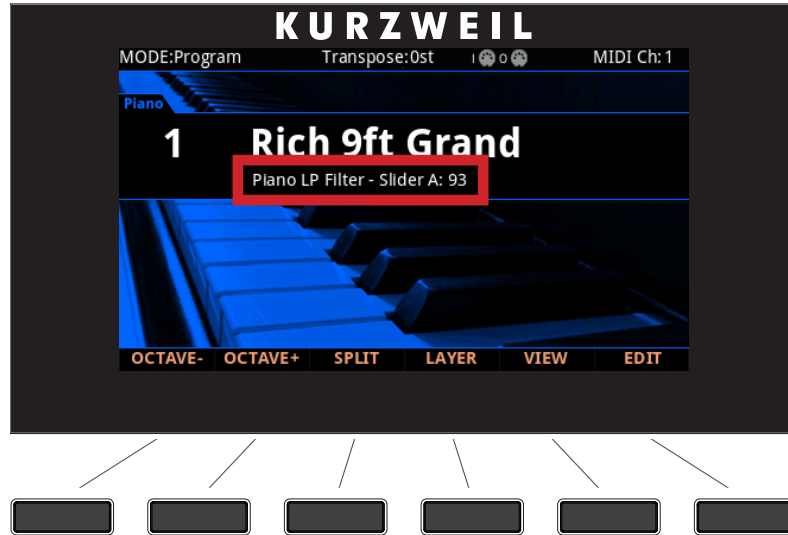 KURZWEIL
MODE:Program Transpose:0st I O MIDI Ch:1
Piano
1 Rich 9ft Grand
Piano LP Filter - Slider A: 93
OCTAVE- OCTAVE+ SPLIT LAYER VIEW EDIT